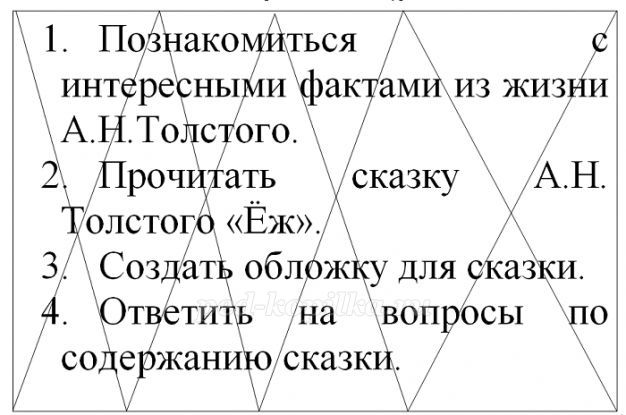 1. Познакомиться с
интересными фактами из жизни
А.Н.Толстого.
2. Прочитать сказку А.Н.
Толстого «Ёж».
3. Создать обложку для сказки.
4. Ответить на вопросы по
содержанию сказки.